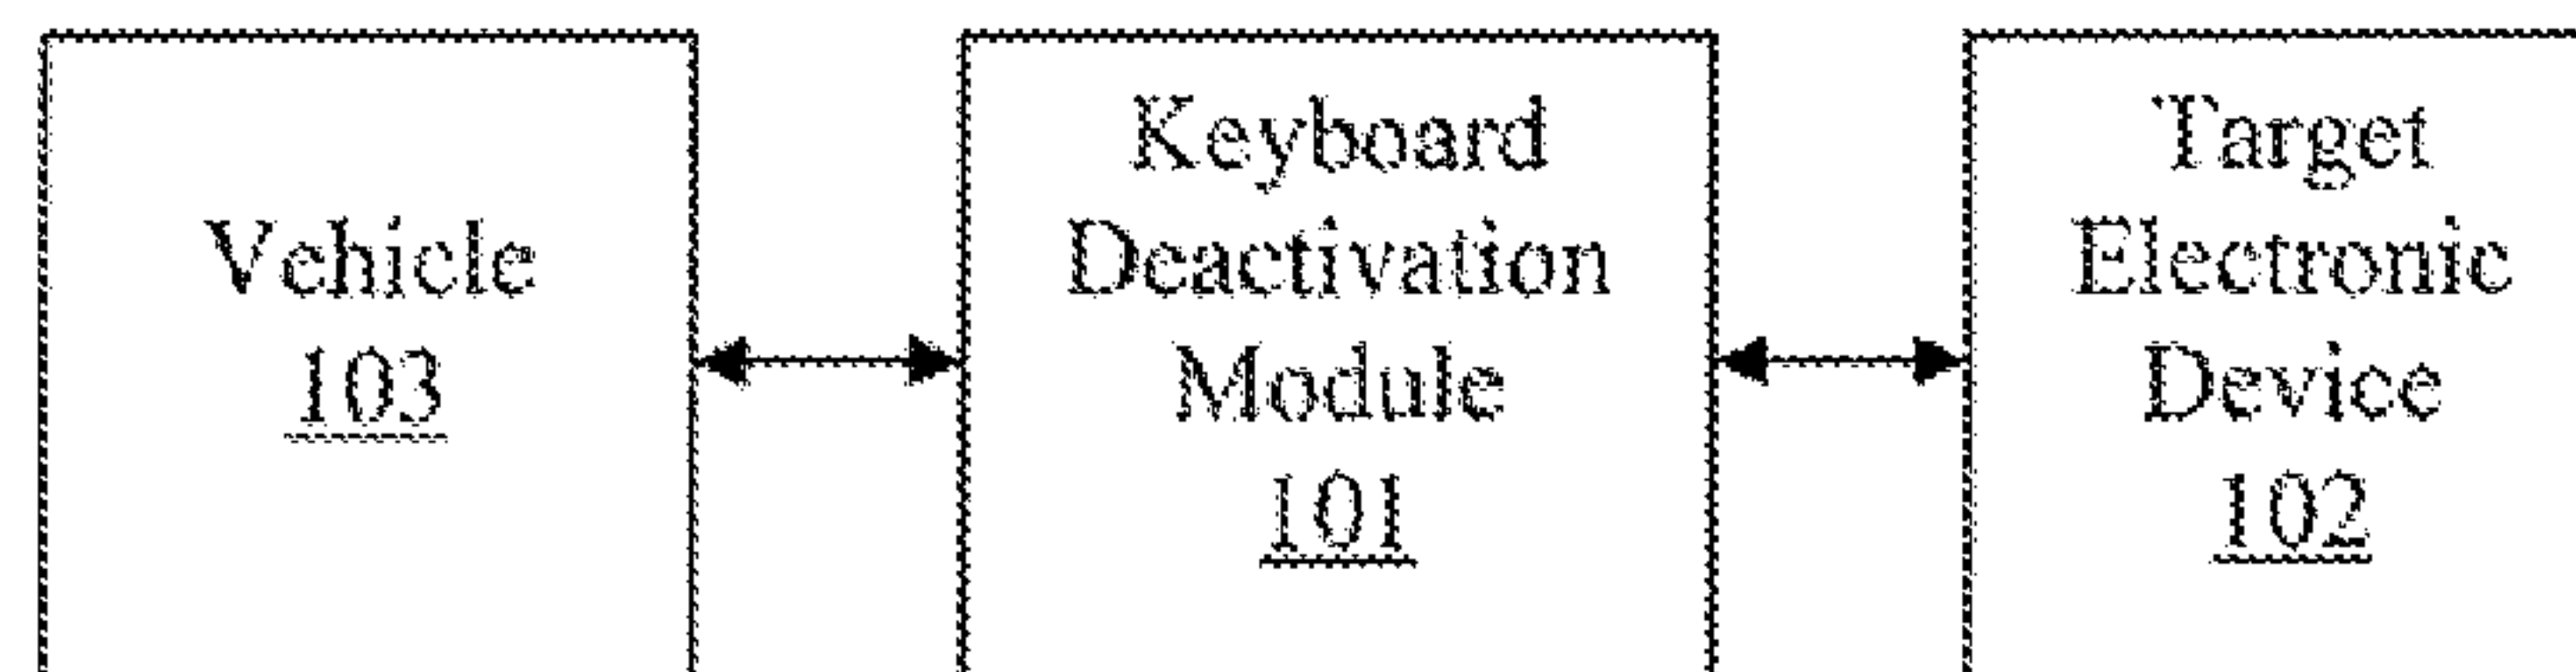 Vehicle
103
Keyboard
Deactivation
Module
101
Target
Electronic
Device
102